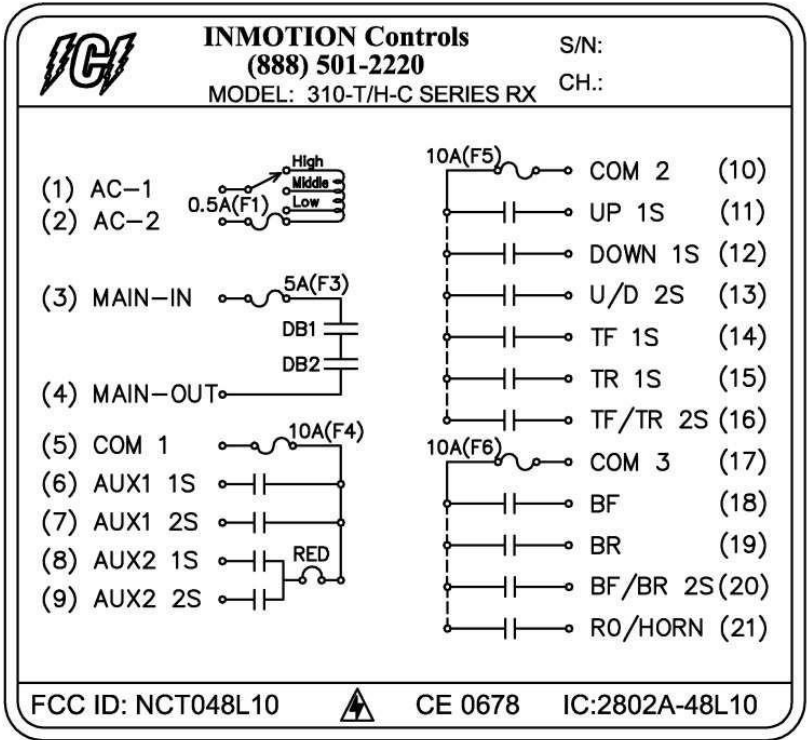 ICI
INMOTION Controls
(888) 501-2220
MODEL: 310-T/H-C SERIES RX
S/N:
CH.:
(1) AC-1
(2) AC-2
0.5A(F1)
High
Middle
Low
(3) MAIN-IN
5A(F3)
DB1
DB2
(4) MAIN-OUT
(5) COM 1
10A(F4)
(6) AUX1 1S
(7) AUX1 2S
(8) AUX2 1S
RED
(9) AUX2 2S
10A(F5)
COM 2 (10)
UP 1S (11)
DOWN 1S (12)
U/D 2S (13)
TF 1S (14)
TR 1S (15)
TF/TR 2S (16)
10A(F6)
COM 3 (17)
BF (18)
BR (19)
BF/BR 2S(20)
RO/HORN (21)
FCC ID: NCT048L10
CE 0678
IC:2802A-48L10